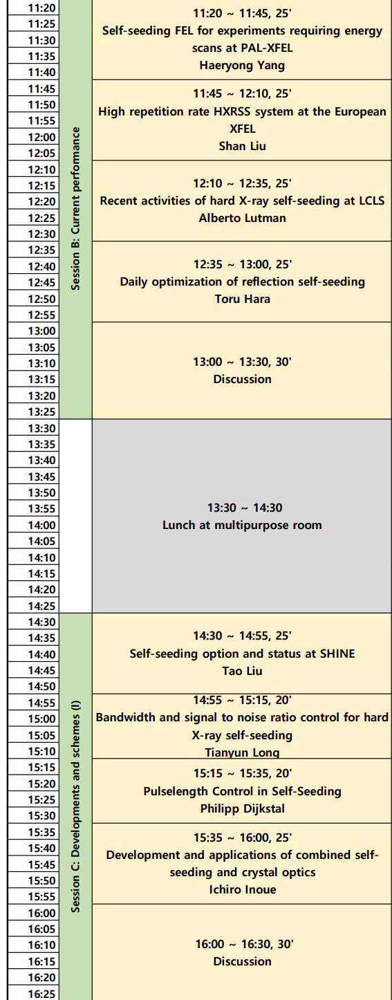 11:20
11:25
11:30
11:35
11:40
11:45
11:50
11:55
12:00
12:05
12:10
12:15
12:20
12:25
12:30
12:35
12:40
12:45
12:50
12:55
13:00
13:05
13:10
13:15
13:20
13:25
Session B: Current performance
11:20 ~ 11:45, 25'
Self-seeding FEL for experiments requiring energy
scans at PAL-XFEL
Haeryong Yang
11:45 ~ 12:10, 25'
High repetition rate HXRSS system at the European
XFEL
Shan Liu
12:10 ~ 12:35, 25'
Recent activities of hard X-ray self-seeding at LCLS
Alberto Lutman
12:35 ~ 13:00, 25'
Daily optimization of reflection self-seeding
Toru Hara
13:00 ~ 13:30, 30'
Discussion
13:30
13:35
13:40
13:45
13:50
13:55
14:00
14:05
14:10
14:15
14:20
14:25
13:30 ~ 14:30
Lunch at multipurpose room
14:30
14:35
14:40
14:45
14:50
14:55
15:00
15:05
15:10
15:15
15:20
15:25
15:30
15:35
15:40
15:45
15:50
15:55
16:00
16:05
16:10
16:15
16:20
16:25
Session C: Developments and schemes (I)
14:30 ~ 14:55, 25'
Self-seeding option and status at SHINE
Tao Liu
14:55 ~ 15:15, 20'
Bandwidth and signal to noise ratio control for hard
X-ray self-seeding
Tianyun Long
15:15 ~ 15:35, 20'
Pulselength Control in Self-Seeding
Philipp Dijkstal
15:35 ~ 16:00, 25'
Development and applications of combined self-
seeding and crystal optics
Ichiro Inoue
16:00 ~ 16:30, 30'
Discussion